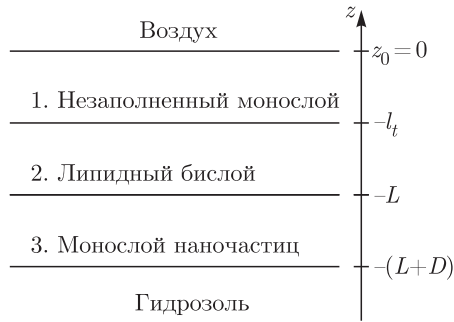 z
Воздух
z₀ = 0
1. Незаполненный монослой
–lₜ
2. Липидный бислой
–L
3. Монослой наночастиц
–(L+D)
Гидрозоль